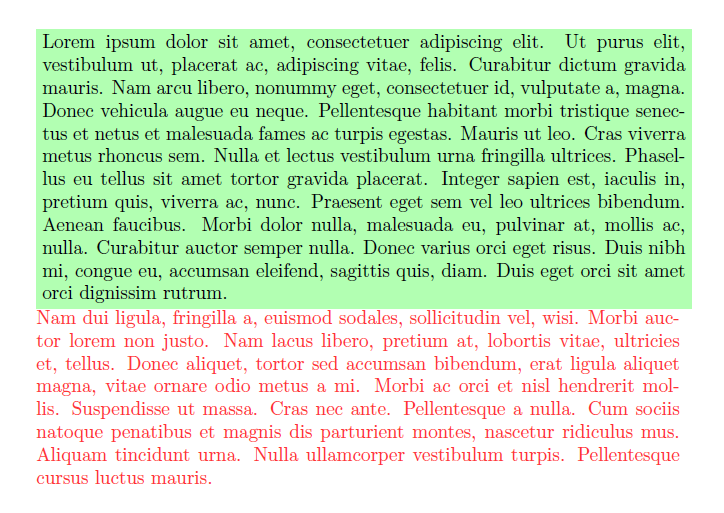 Lorem ipsum dolor sit amet, consectetuer adipiscing elit. Ut purus elit,
vestibulum ut, placerat ac, adipiscing vitae, felis. Curabitur dictum gravida
mauris. Nam arcu libero, nonummy eget, consectetuer id, vulputate a, magna.
Donec vehicula augue eu neque. Pellentesque habitant morbi tristique senec-
tus et netus et malesuada fames ac turpis egestas. Mauris ut leo. Cras viverra
metus rhoncus sem. Nulla et lectus vestibulum urna fringilla ultrices. Phasel-
lus eu tellus sit amet tortor gravida placerat. Integer sapien est, iaculis in,
pretium quis, viverra ac, nunc. Praesent eget sem vel leo ultrices bibendum.
Aenean faucibus. Morbi dolor nulla, malesuada eu, pulvinar at, mollis ac,
nulla. Curabitur auctor semper nulla. Donec varius orci eget risus. Duis nibh
mi, congue eu, accumsan eleifend, sagittis quis, diam. Duis eget orci sit amet
orci dignissim rutrum.
Nam dui ligula, fringilla a, euismod sodales, sollicitudin vel, wisi. Morbi auc-
tor lorem non justo. Nam lacus libero, pretium at, lobortis vitae, ultricies
et, tellus. Donec aliquet, tortor sed accumsan bibendum, erat ligula aliquet
magna, vitae ornare odio metus a mi. Morbi ac orci et nisl hendrerit mol-
lis. Suspendisse ut massa. Cras nec ante. Pellentesque a nulla. Cum sociis
natoque penatibus et magnis dis parturient montes, nascetur ridiculus mus.
Aliquam tincidunt urna. Nulla ullamcorper vestibulum turpis. Pellentesque
cursus luctus mauris.